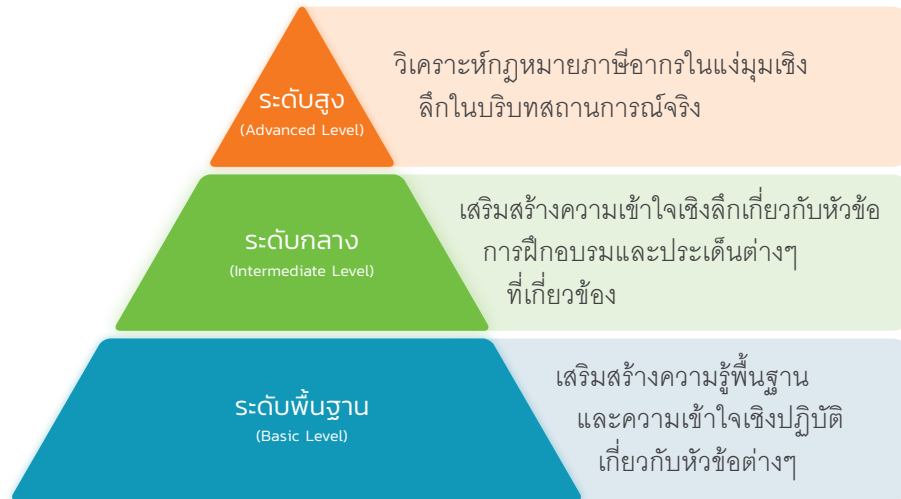 ระดับสูง
(Advanced Level)
วิเคราะห์กฎหมายภาษีอากรในแง่มุมเชิง
ลึกในบริบทสถานการณ์จริง
ระดับกลาง
(Intermediate Level)
เสริมสร้างความเข้าใจเชิงลึกเกี่ยวกับหัวข้อ
การฝึกอบรมและประเด็นต่างๆ
ที่เกี่ยวข้อง
ระดับพื้นฐาน
(Basic Level)
เสริมสร้างความรู้พื้นฐาน
และความเข้าใจเชิงปฏิบัติ
เกี่ยวกับหัวข้อต่างๆ